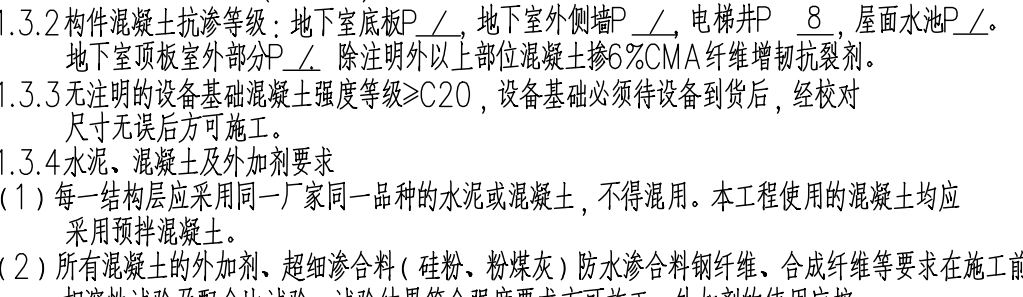 1.3.2构件混凝土抗渗等级：地下室底板P ／，地下室外侧墙P ／，电梯井P 8，屋面水池P／。
地下室顶板室外部分P／. 除注明外以上部位混凝土掺6%CMA纤维增韧抗裂剂。
1.3.3无注明的设备基础混凝土强度等级≥C20，设备基础必须待设备到货后，经校对
尺寸无误后方可施工。
1.3.4水泥、混凝土及外加剂要求
(1)每一结构层应采用同一厂家同一品种的水泥或混凝土，不得混用。本工程使用的混凝土均应
采用预拌混凝土。
(2)所有混凝土的外加剂、超细渗合料(硅粉、粉煤灰)防水渗合料钢纤维、合成纤维等要求在施工前